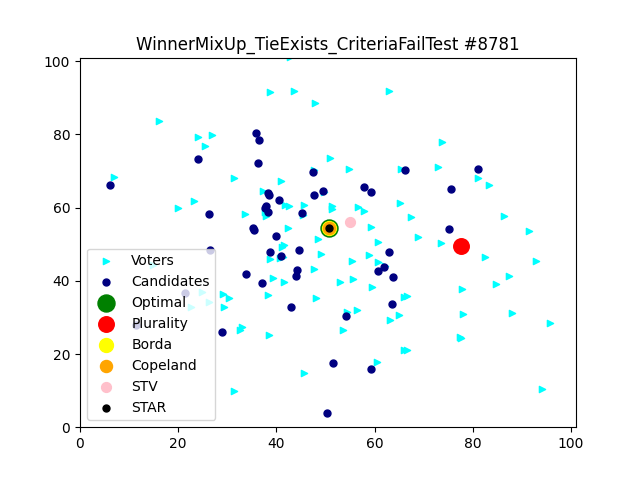 WinnerMixUp_TieExists_CriteriaFailTest #8781
100
80
60
40
20
0
Voters
Candidates
Optimal
Plurality
Borda
Copeland
STV
STAR
0 20 40 60 80 100